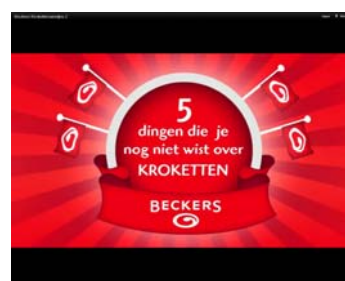 5
dingen die je
nog niet wist over
KROKETTEN
BECKERS